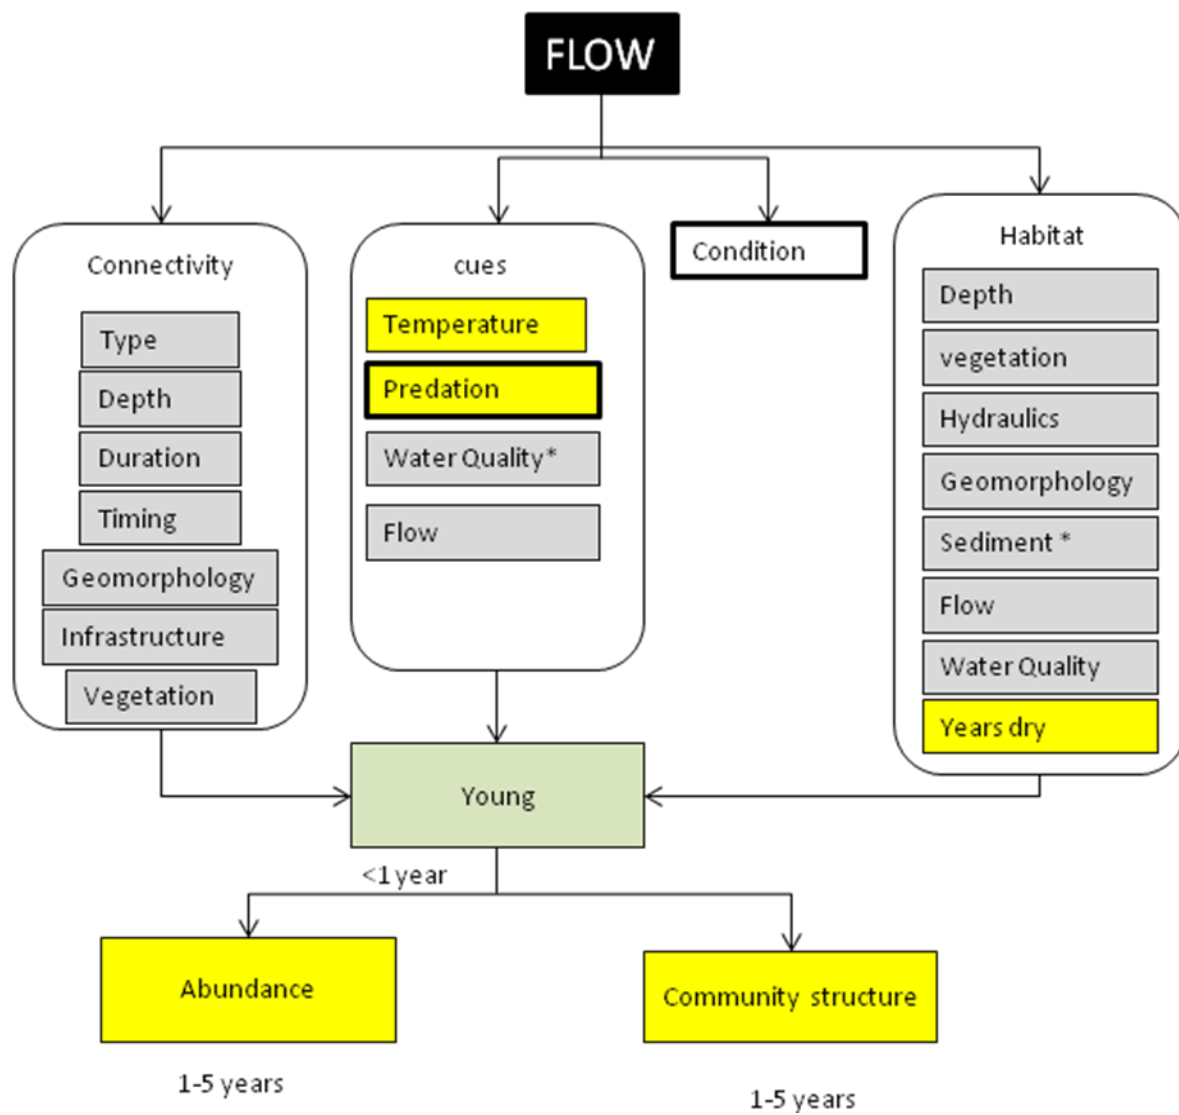 FLOW
Connectivity
Type
Depth
Duration
Timing
Geomorphology
Infrastructure
Vegetation
cues
Temperature
Predation
Water Quality*
Flow
Condition
Habitat
Depth
vegetation
Hydraulics
Geomorphology
Sediment *
Flow
Water Quality
Years dry
Young
<1 year
Abundance
1-5 years
Community structure
1-5 years